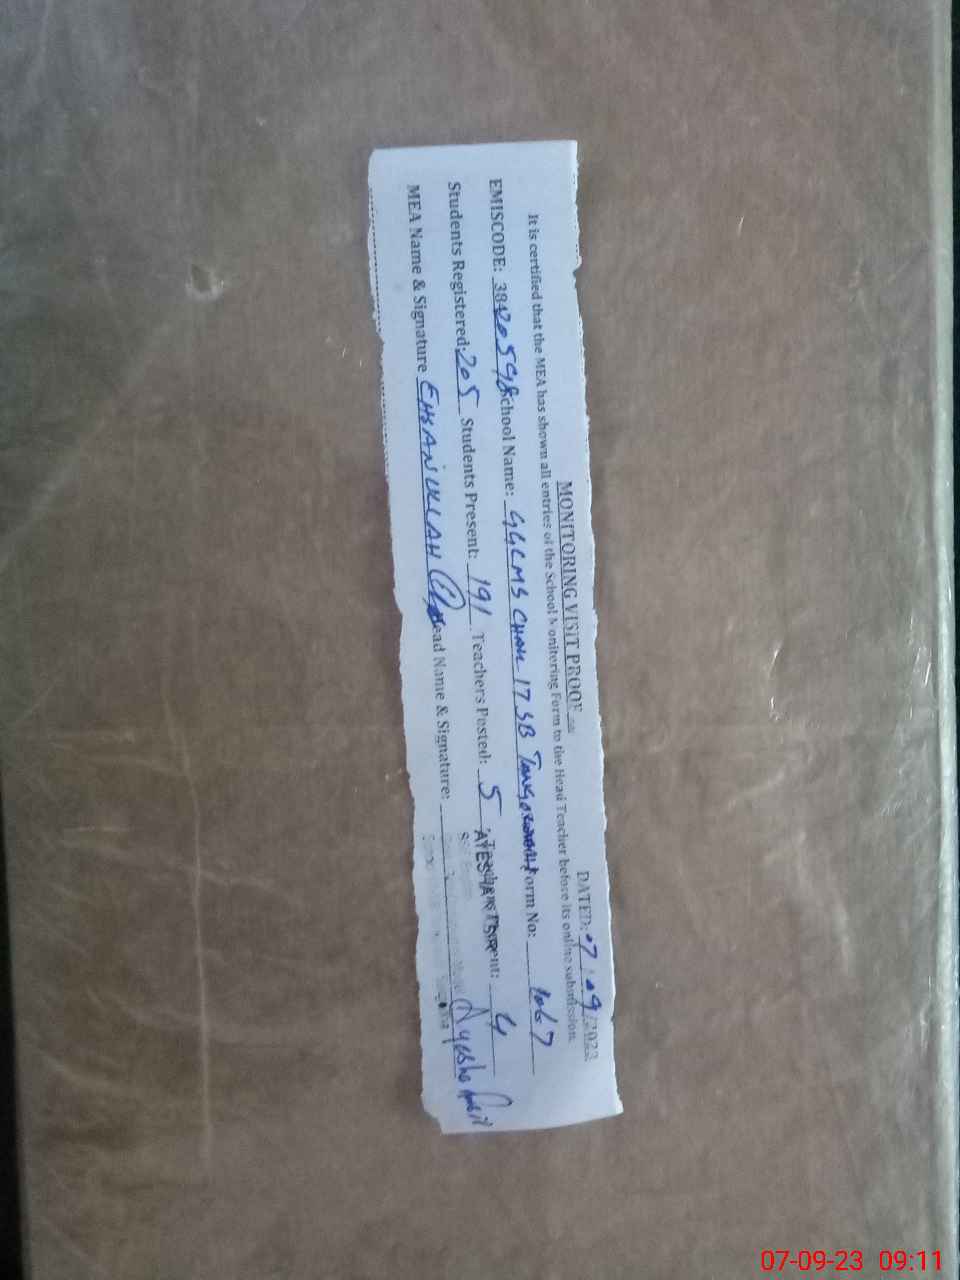 MONITORING VISIT PROOF
DATED: 07/09/2023
It is certified that the MEA has shown all entries of the School Monitoring Form to the Head Teacher before its online submission.
EMISCODE: 38420598 School Name: GGCMS CHAK 17 SB Form No: 1067
Students Registered: 205 Students Present: 191 Teachers Posted: 5, Teachers Present: 4
MEA Name & Signature EHSAN ULLAH Head Name & Signature:
AYESHA
Ayesha
07-09-23 09:11